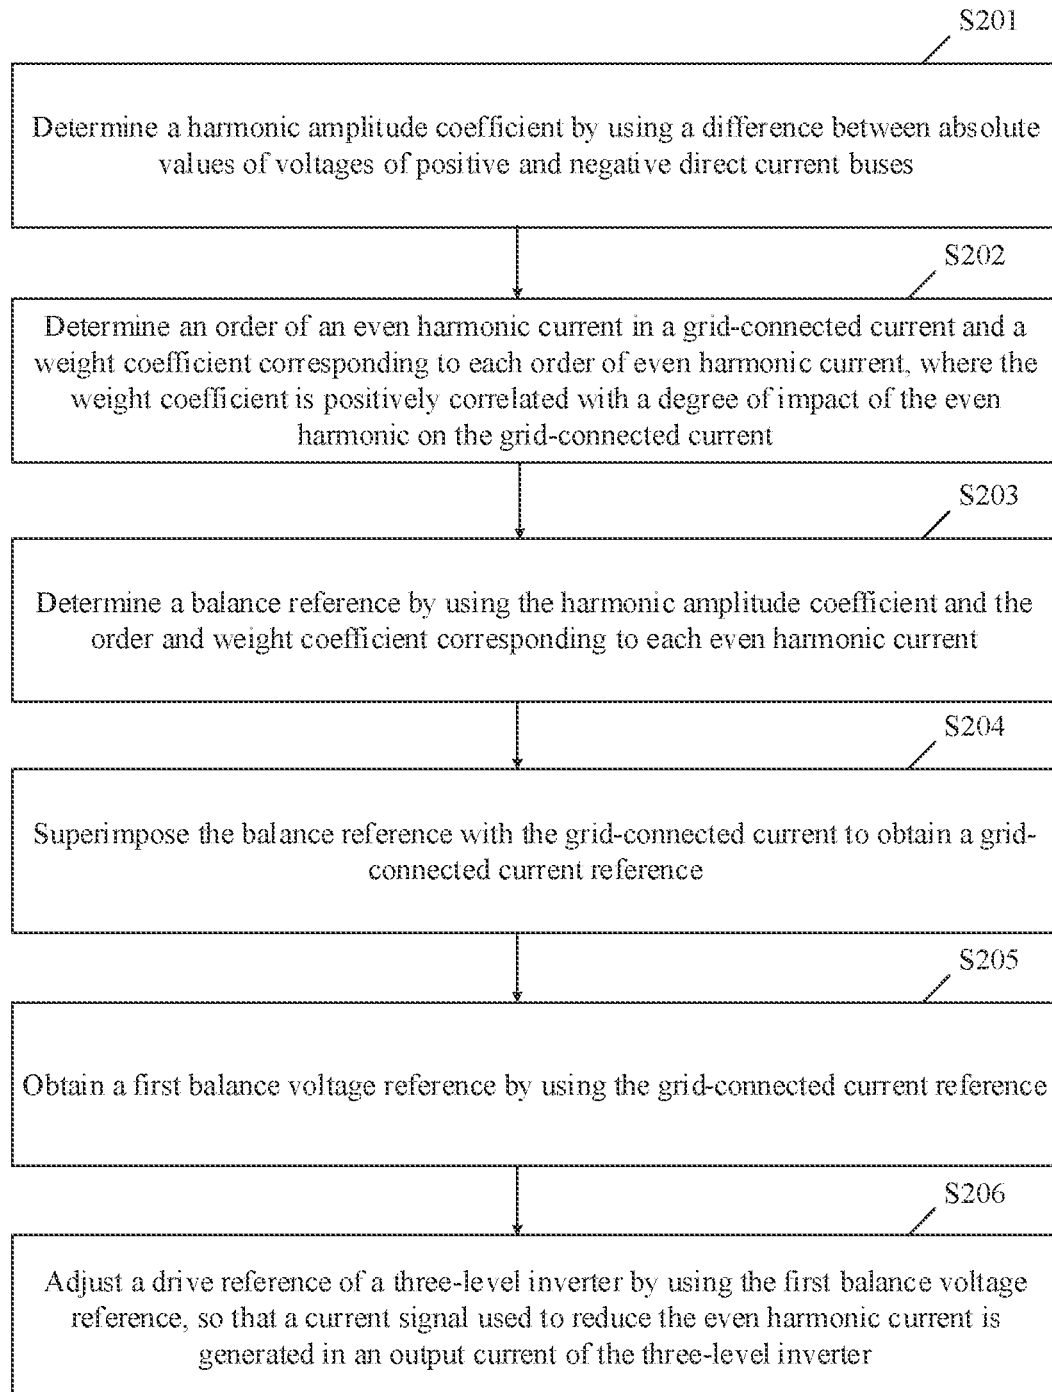 S201
Determine a harmonic amplitude coefficient by using a difference between absolute
values of voltages of positive and negative direct current buses
S202
Determine an order of an even harmonic current in a grid-connected current and a
weight coefficient corresponding to each order of even harmonic current, where the
weight coefficient is positively correlated with a degree of impact of the even
harmonic on the grid-connected current
S203
Determine a balance reference by using the harmonic amplitude coefficient and the
order and weight coefficient corresponding to each even harmonic current
S204
Superimpose the balance reference with the grid-connected current to obtain a grid-
connected current reference
S205
Obtain a first balance voltage reference by using the grid-connected current reference
S206
Adjust a drive reference of a three-level inverter by using the first balance voltage
reference, so that a current signal used to reduce the even harmonic current is
generated in an output current of the three-level inverter